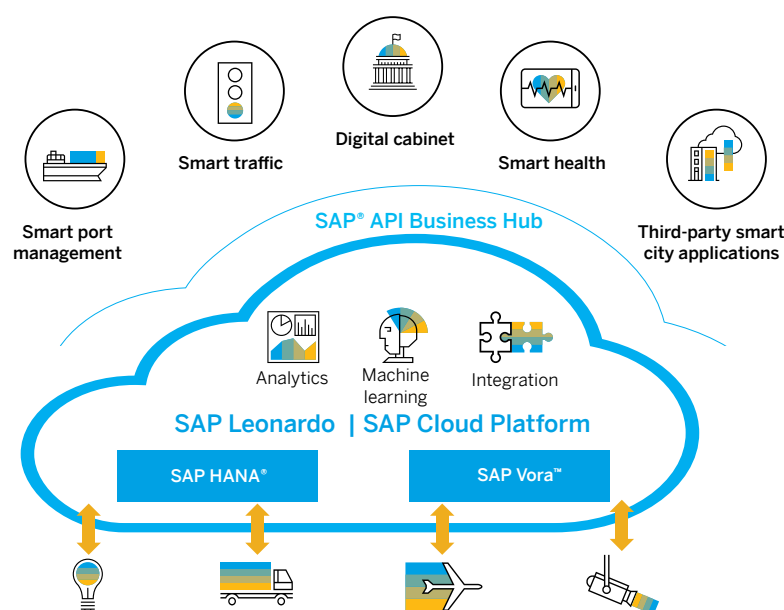 Digital cabinet
Smart traffic
Smart health
Smart port
management
Third-party smart
city applications
SAP® API Business Hub
Analytics
Machine
learning
Integration
SAP Leonardo | SAP Cloud Platform
SAP HANA®
SAP Vora™